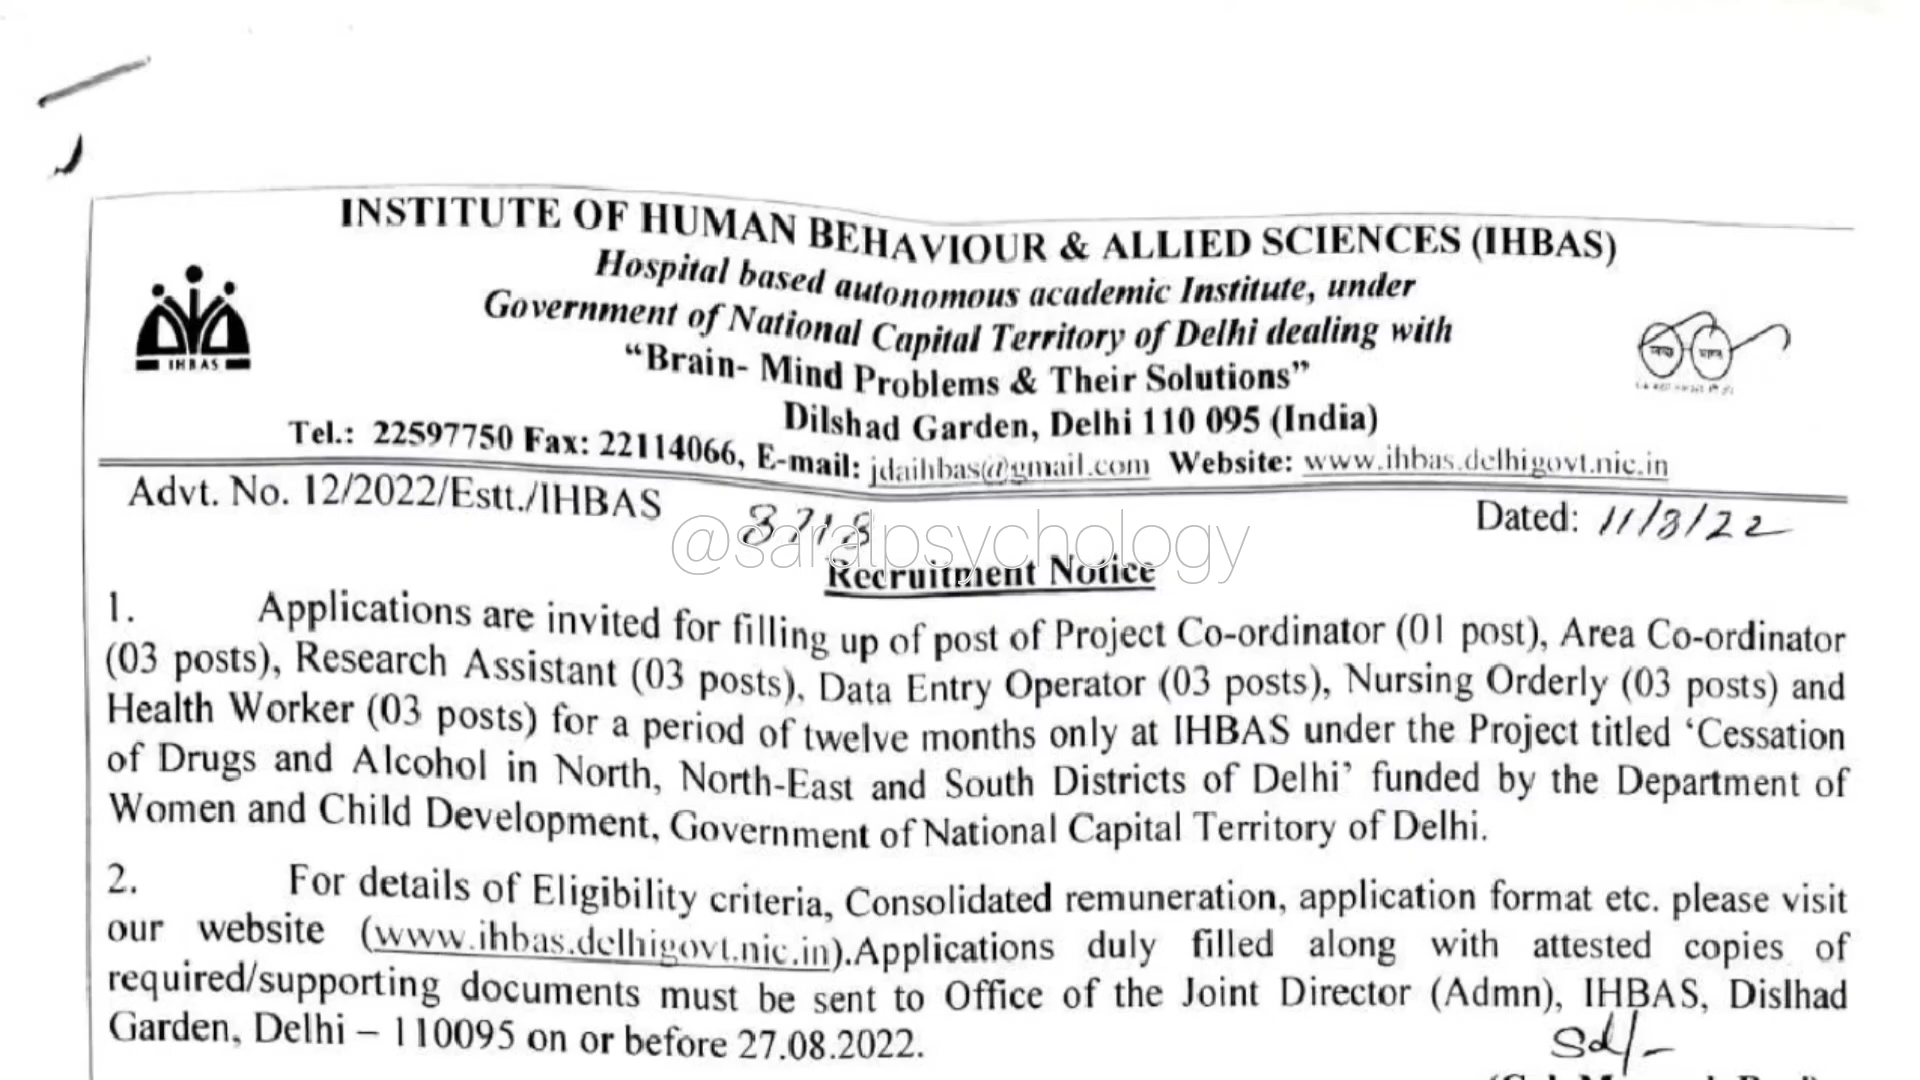 INSTITUTE OF HUMAN BEHAVIOUR & ALLIED SCIENCES (IHBAS)
Hospital based autonomous academic Institute, under
Government of National Capital Territory of Delhi dealing with
“Brain- Mind Problems & Their Solutions”
Dilshad Garden, Delhi 110 095 (India)
IHBAS
Tel.: 22597750 Fax: 22114066, E-mail: jdaihbas@gmail.com Website: www.ihbas.delhigovt.nic.in
Advt. No. 12/2022/Estt./IHBAS
Dated: 11/8/22
@saralpsychology
Recruitment Notice
1. Applications are invited for filling up of post of Project Co-ordinator (01 post), Area Co-ordinator
(03 posts), Research Assistant (03 posts), Data Entry Operator (03 posts), Nursing Orderly (03 posts) and
Health Worker (03 posts) for a period of twelve months only at IHBAS under the Project titled ‘Cessation
of Drugs and Alcohol in North, North-East and South Districts of Delhi’ funded by the Department of
Women and Child Development, Government of National Capital Territory of Delhi.
2. For details of Eligibility criteria, Consolidated remuneration, application format etc. please visit
our website (www.ihbas.delhigovt.nic.in).Applications duly filled along with attested copies of
required/supporting documents must be sent to Office of the Joint Director (Admn), IHBAS, Dislhad
Garden, Delhi – 110095 on or before 27.08.2022.
Sd/-